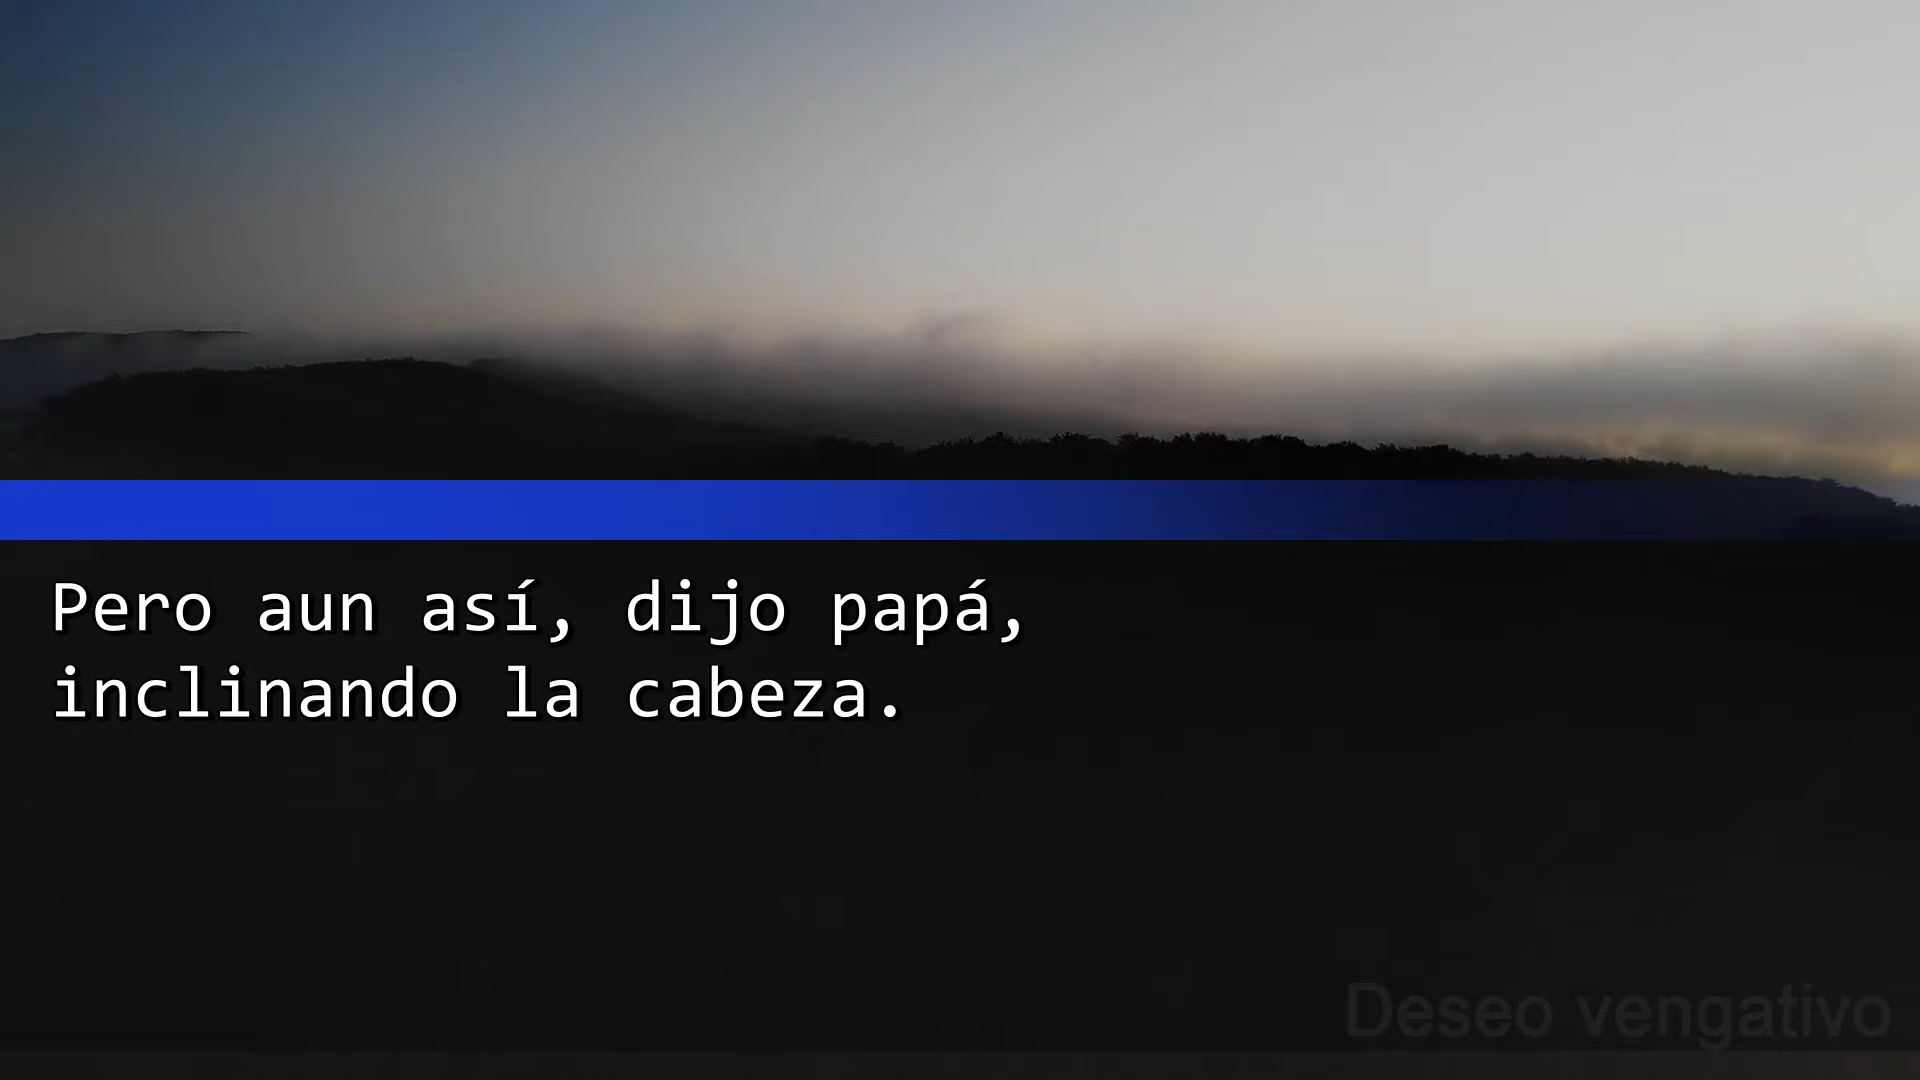 Pero aun así, dijo papá,
inclinando la cabeza.
Deseo vengativo